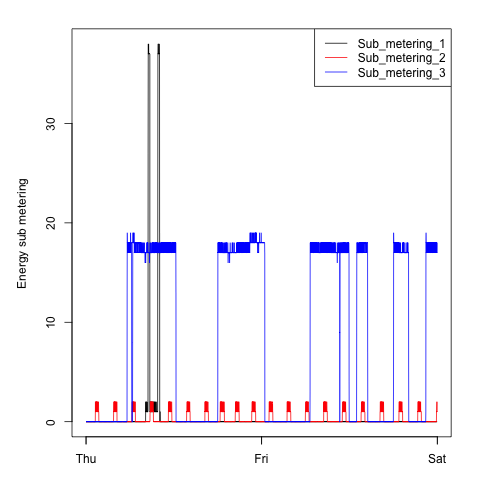 Sub_metering_1
Sub_metering_2
Sub_metering_3
30
20
10
0
Energy sub metering
Thu Fri Sat